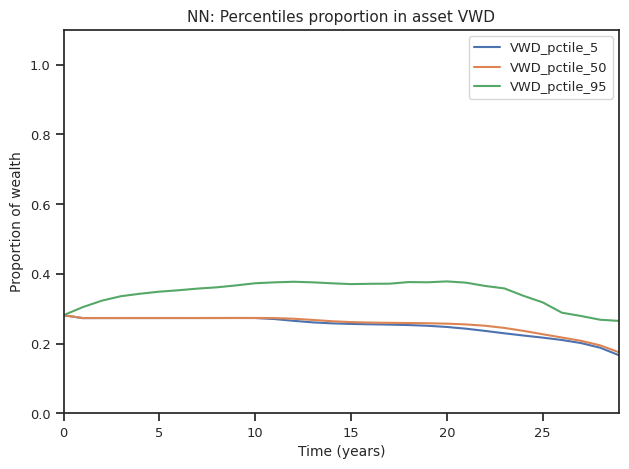 NN: Percentiles proportion in asset VWD
VWD_pctile_5
VWD_pctile_50
VWD_pctile_95
Proportion of wealth
1.0
0.8
0.6
0.4
0.2
0.0
0 5 10 15 20 25
Time (years)